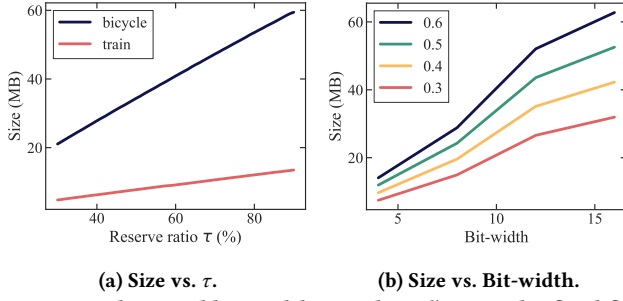 60
40
20
Size (MB)
bicycle
train
40
60
80
Reserve ratio τ (%)
60
40
20
Size (MB)
0.6
0.5
0.4
0.3
5
10
15
Bit-width
(a) Size vs. τ.
(b) Size vs. Bit-width.